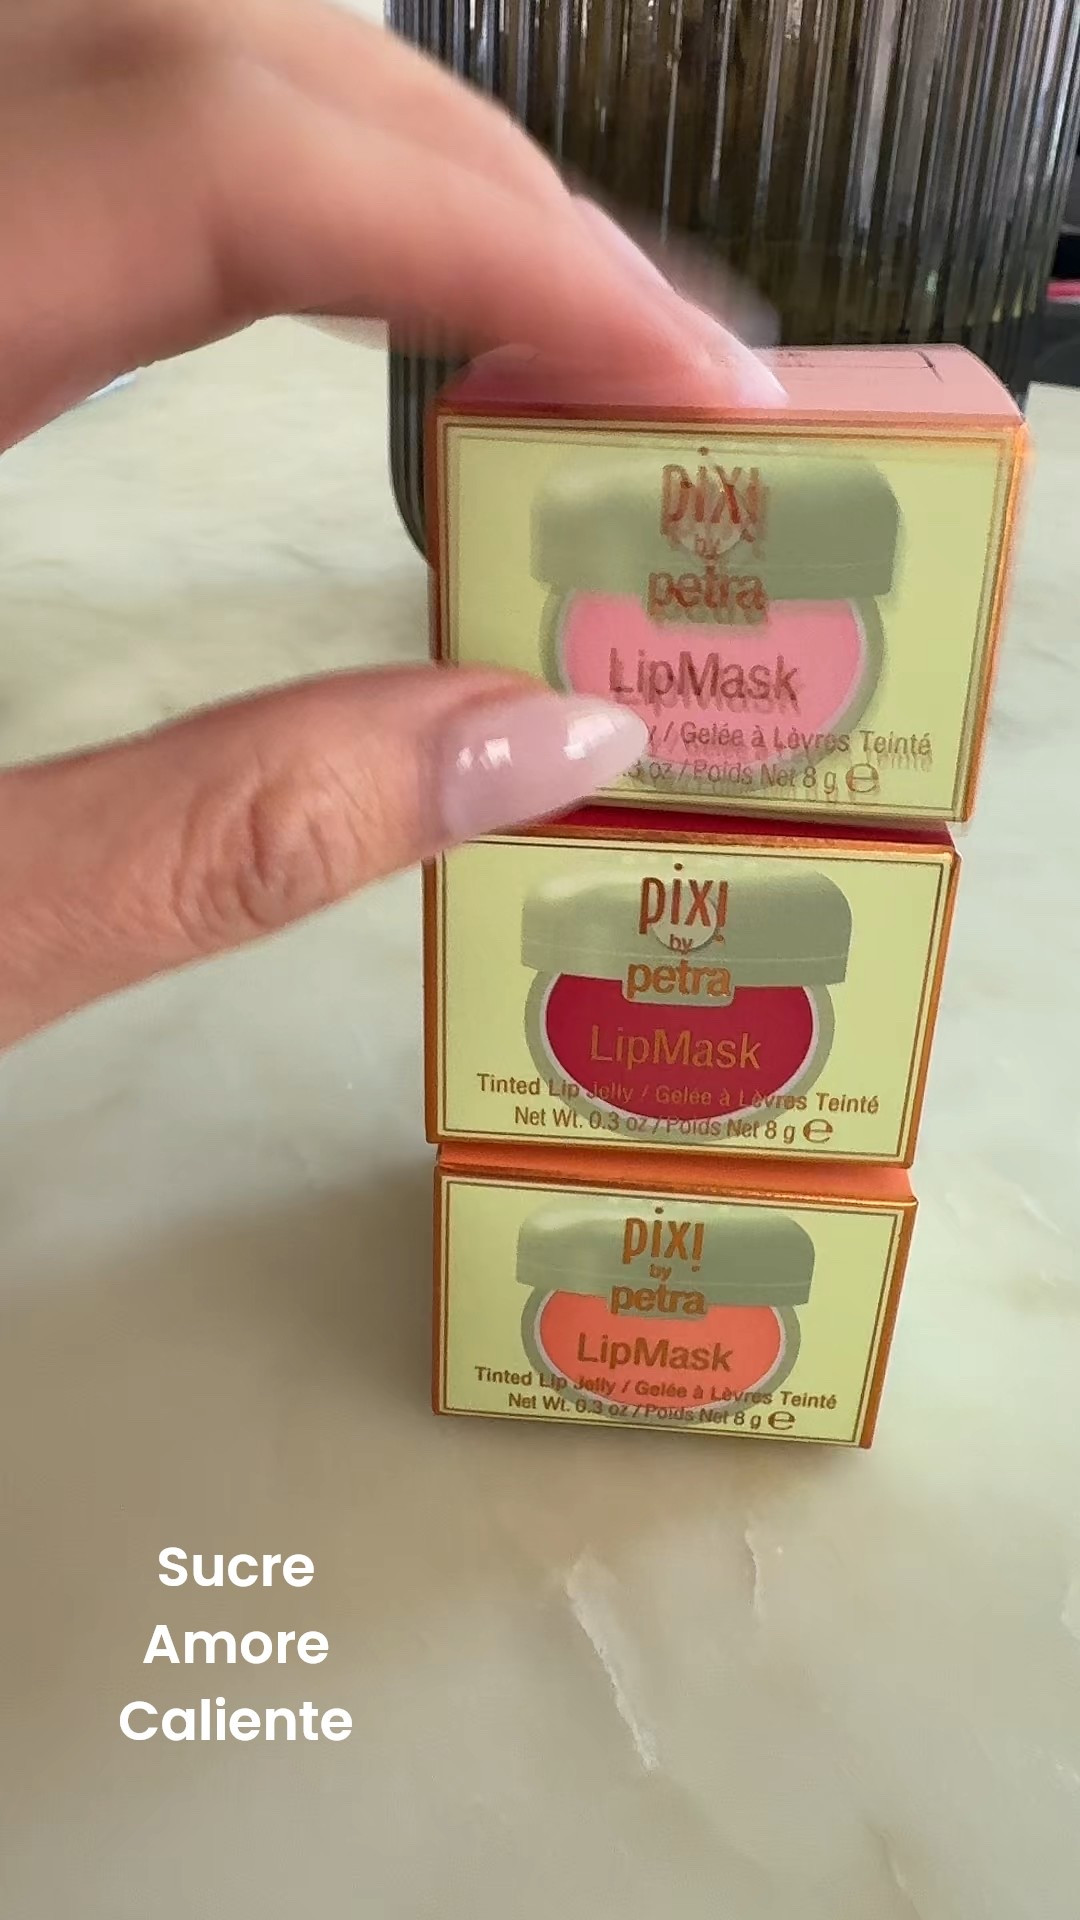 pixi
by
petra
LipMask
/ Gelée à Lèvres Teinté
oz / Poids Net 8 g e
pixi
by
petra
LipMask
Tinted Lip Jelly / Gelée à Lèvres Teinté
Net Wt. 0.3 oz / Poids Net 8 g e
pixi
by
petra
LipMask
Tinted Lip Jelly / Gelée à Lèvres Teinté
Net Wt. 0.3 oz / Poids Net 8 g e
Sucre
Amore
Caliente